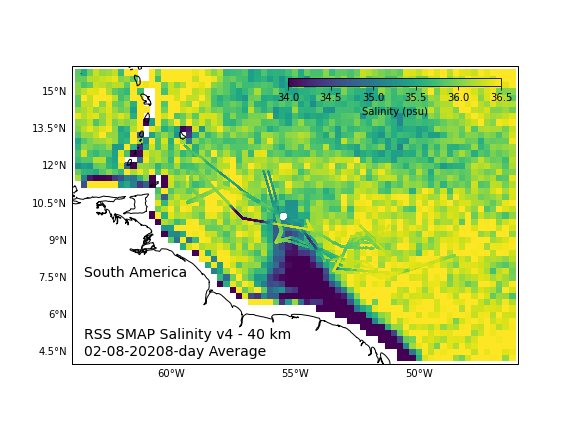 15°N
34.0 34.5 35.0 35.5 36.0 36.5
Salinity (psu)
13.5°N
12°N
10.5°N
9°N
South America
7.5°N
6°N
RSS SMAP Salinity v4 - 40 km
02-08-20208-day Average
4.5°N
60°W 55°W 50°W